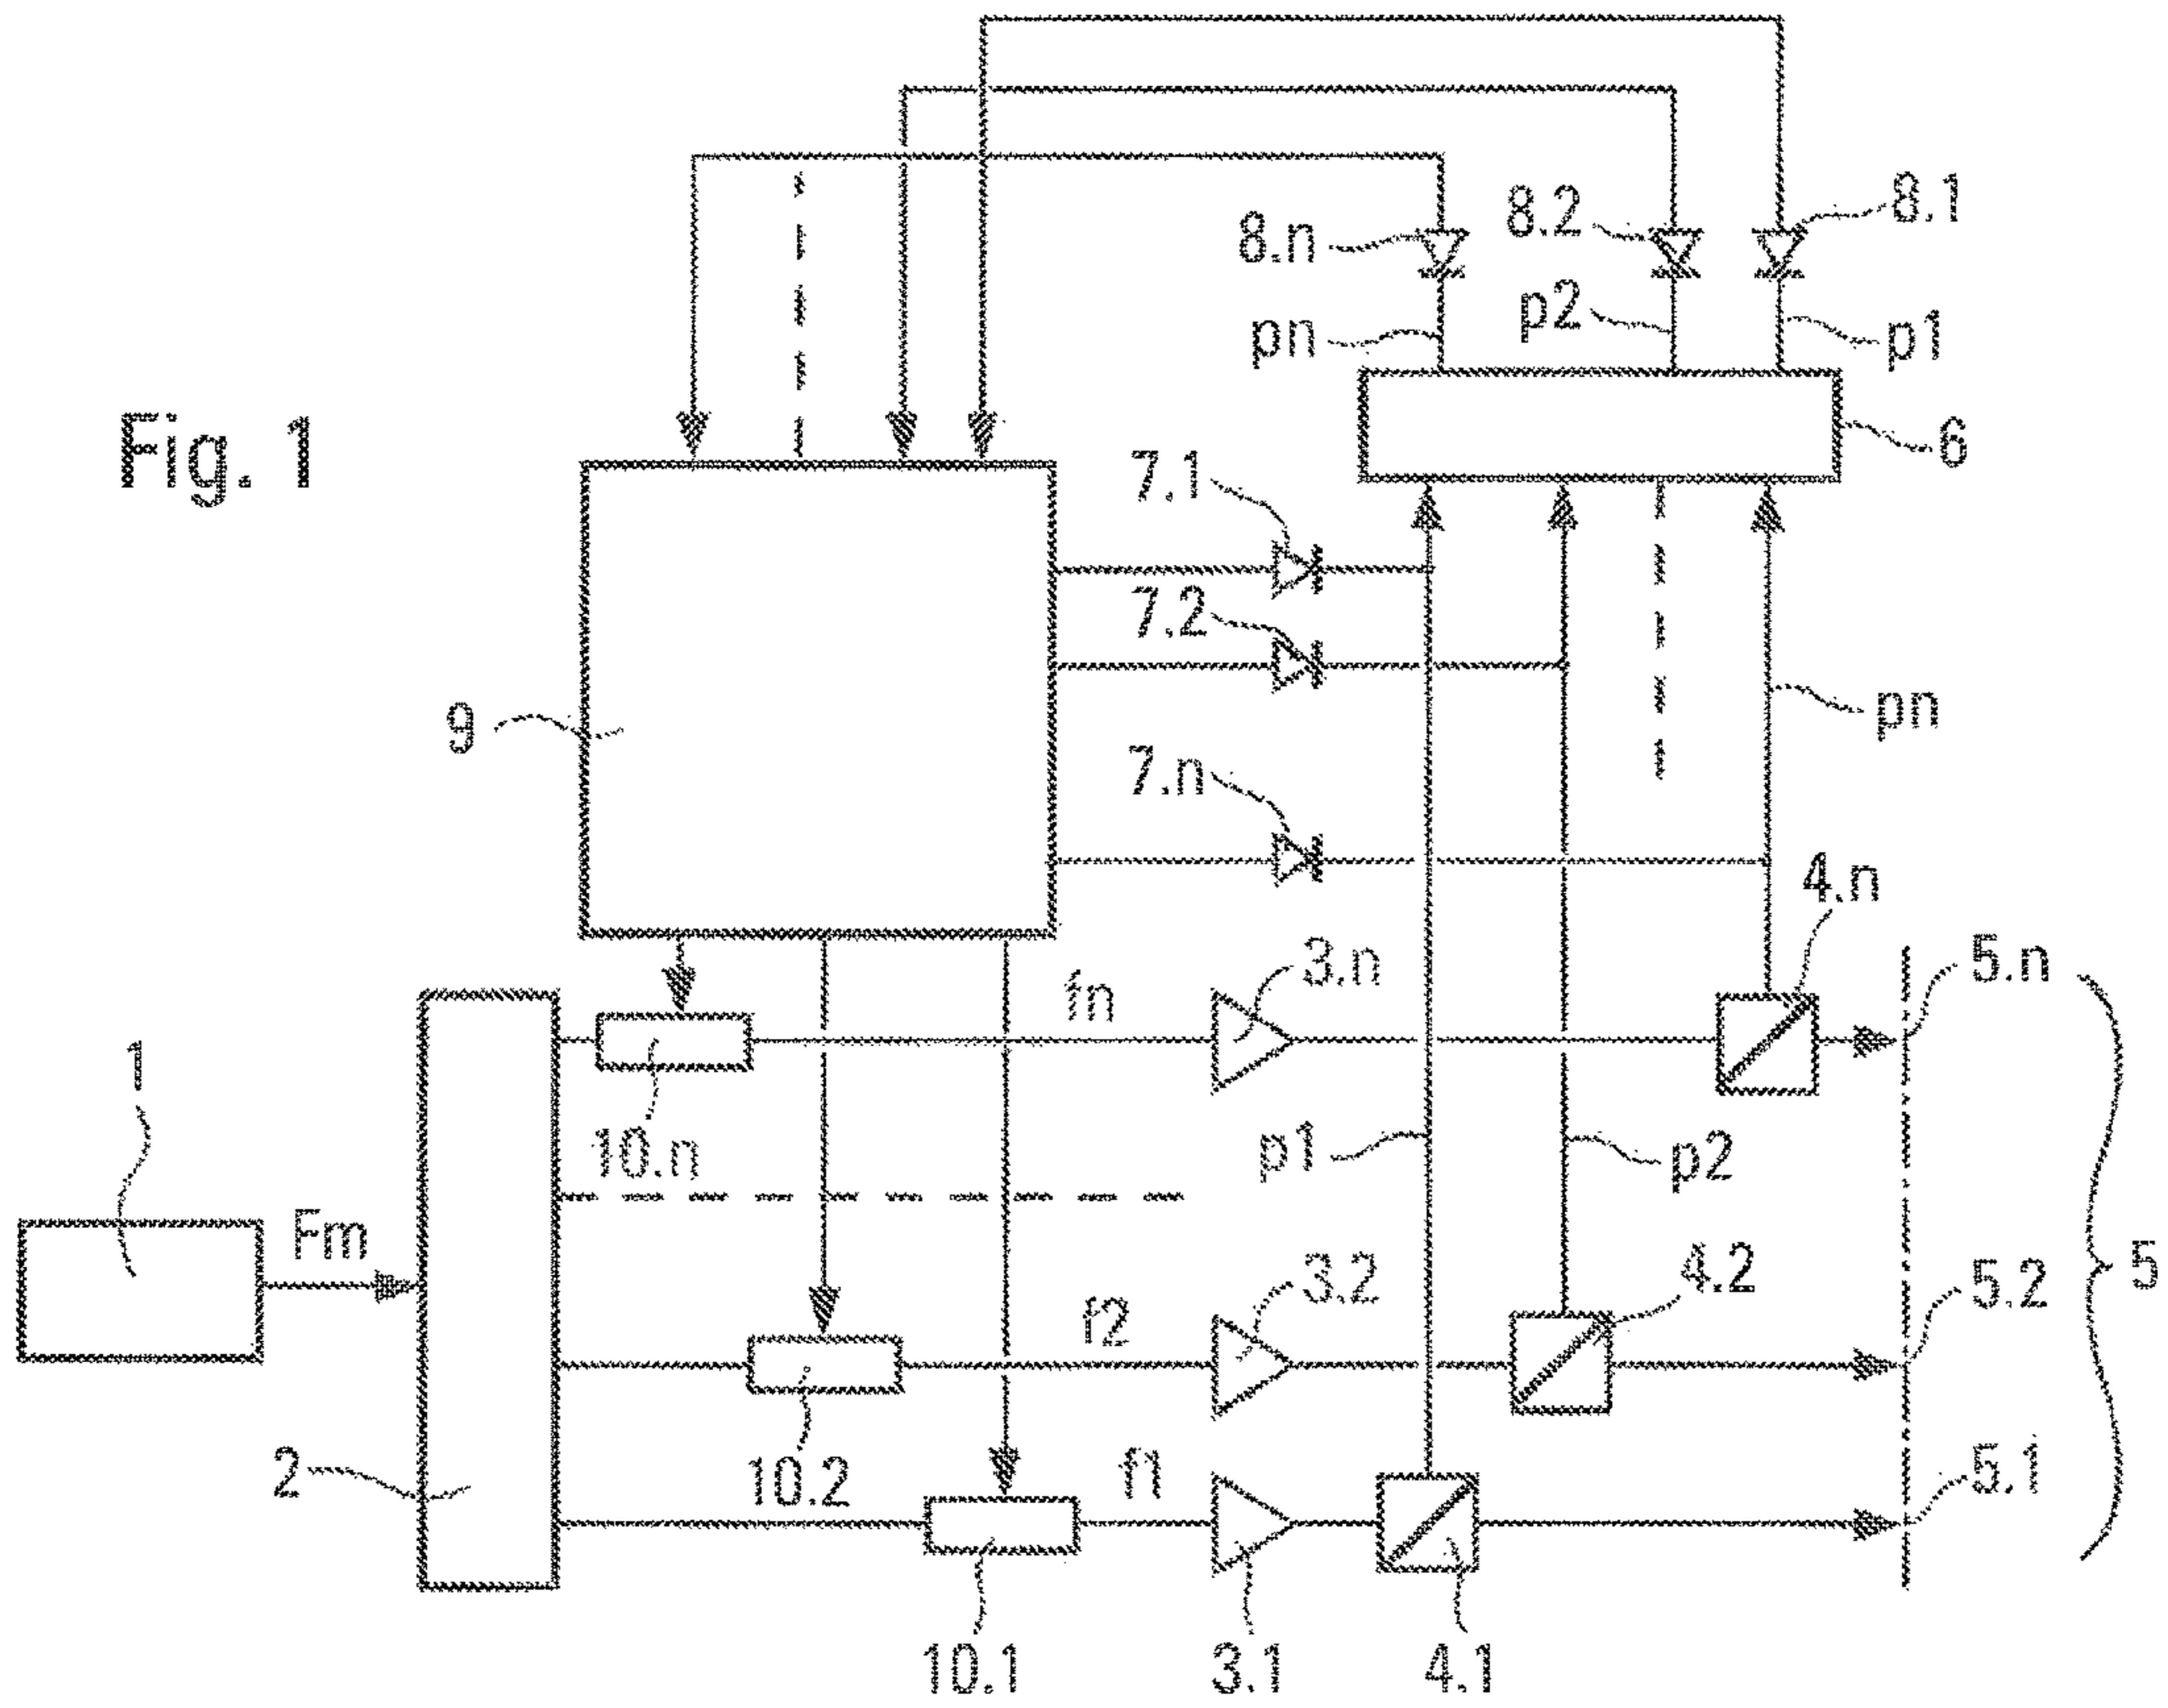 8.n 8.2 8.1
pn p2 p1
Fig. 1
6
7.1
7.2
9
pn
7.n
4.n
fn 3.n 5.n
1
10.n p1 p2
Fm
3.2 4.2 5.2 5
f2
2 10.2 f1 5.1
10.1 3.1 4.1